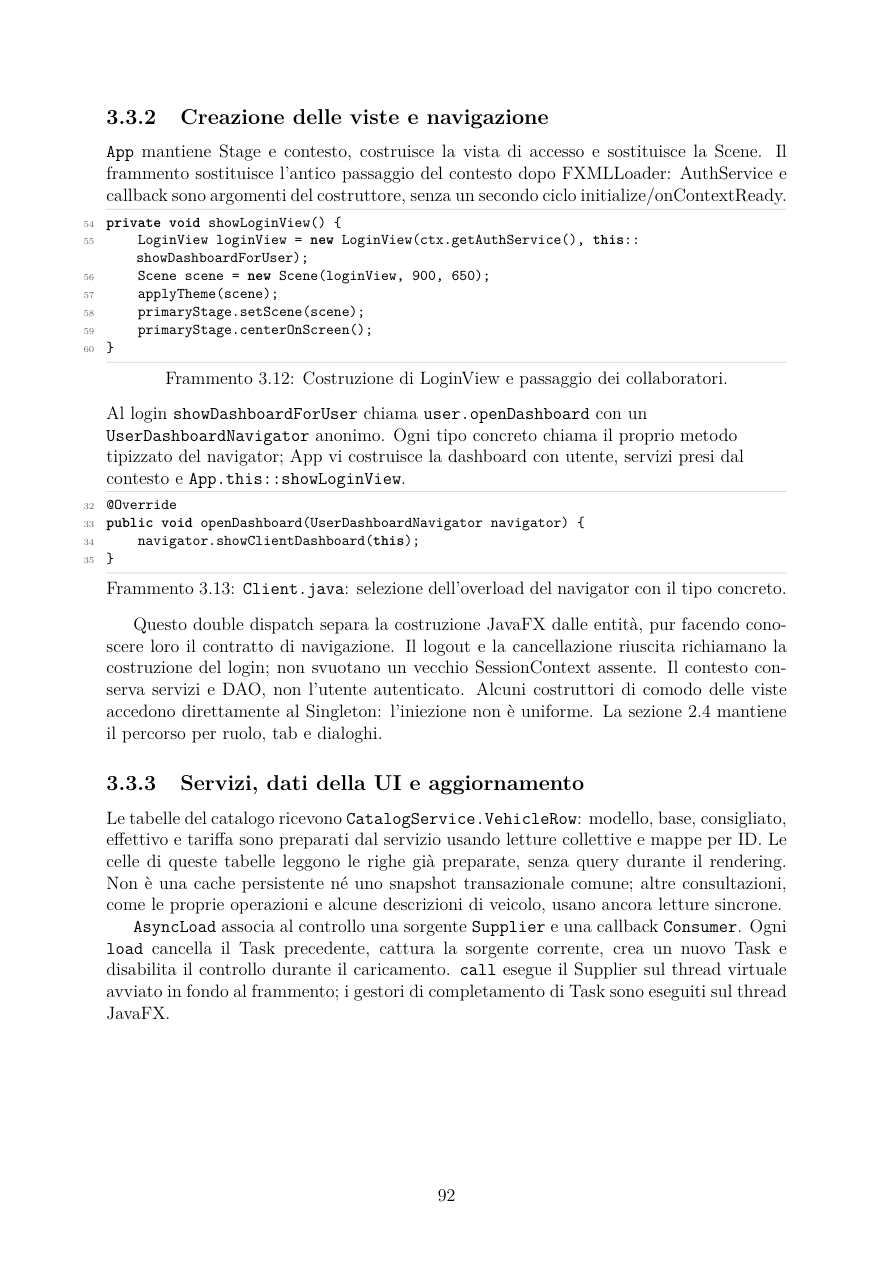 3.3.2 Creazione delle viste e navigazione
App mantiene Stage e contesto, costruisce la vista di accesso e sostituisce la Scene. Il
frammento sostituisce l'antico passaggio del contesto dopo FXMLLoader: AuthService e
callback sono argomenti del costruttore, senza un secondo ciclo initialize/onContextReady.
54 private void showLoginView() {
55     LoginView loginView = new LoginView(ctx.getAuthService(), this::
    showDashboardForUser);
56     Scene scene = new Scene(loginView, 900, 650);
57     applyTheme(scene);
58     primaryStage.setScene(scene);
59     primaryStage.centerOnScreen();
60 }
Frammento 3.12: Costruzione di LoginView e passaggio dei collaboratori.
Al login showDashboardForUser chiama user.openDashboard con un
UserDashboardNavigator anonimo. Ogni tipo concreto chiama il proprio metodo
tipizzato del navigator; App vi costruisce la dashboard con utente, servizi presi dal
contesto e App.this::showLoginView.
32 @Override
33 public void openDashboard(UserDashboardNavigator navigator) {
34     navigator.showClientDashboard(this);
35 }
Frammento 3.13: Client.java: selezione dell'overload del navigator con il tipo concreto.
Questo double dispatch separa la costruzione JavaFX dalle entità, pur facendo cono-
scere loro il contratto di navigazione. Il logout e la cancellazione riuscita richiamano la
costruzione del login; non svuotano un vecchio SessionContext assente. Il contesto con-
serva servizi e DAO, non l'utente autenticato. Alcuni costruttori di comodo delle viste
accedono direttamente al Singleton: l'iniezione non è uniforme. La sezione 2.4 mantiene
il percorso per ruolo, tab e dialoghi.
3.3.3 Servizi, dati della UI e aggiornamento
Le tabelle del catalogo ricevono CatalogService.VehicleRow: modello, base, consigliato,
effettivo e tariffa sono preparati dal servizio usando letture collettive e mappe per ID. Le
celle di queste tabelle leggono le righe già preparate, senza query durante il rendering.
Non è una cache persistente né uno snapshot transazionale comune; altre consultazioni,
come le proprie operazioni e alcune descrizioni di veicolo, usano ancora letture sincrone.
AsyncLoad associa al controllo una sorgente Supplier e una callback Consumer. Ogni
load cancella il Task precedente, cattura la sorgente corrente, crea un nuovo Task e
disabilita il controllo durante il caricamento. call esegue il Supplier sul thread virtuale
avviato in fondo al frammento; i gestori di completamento di Task sono eseguiti sul thread
JavaFX.
92